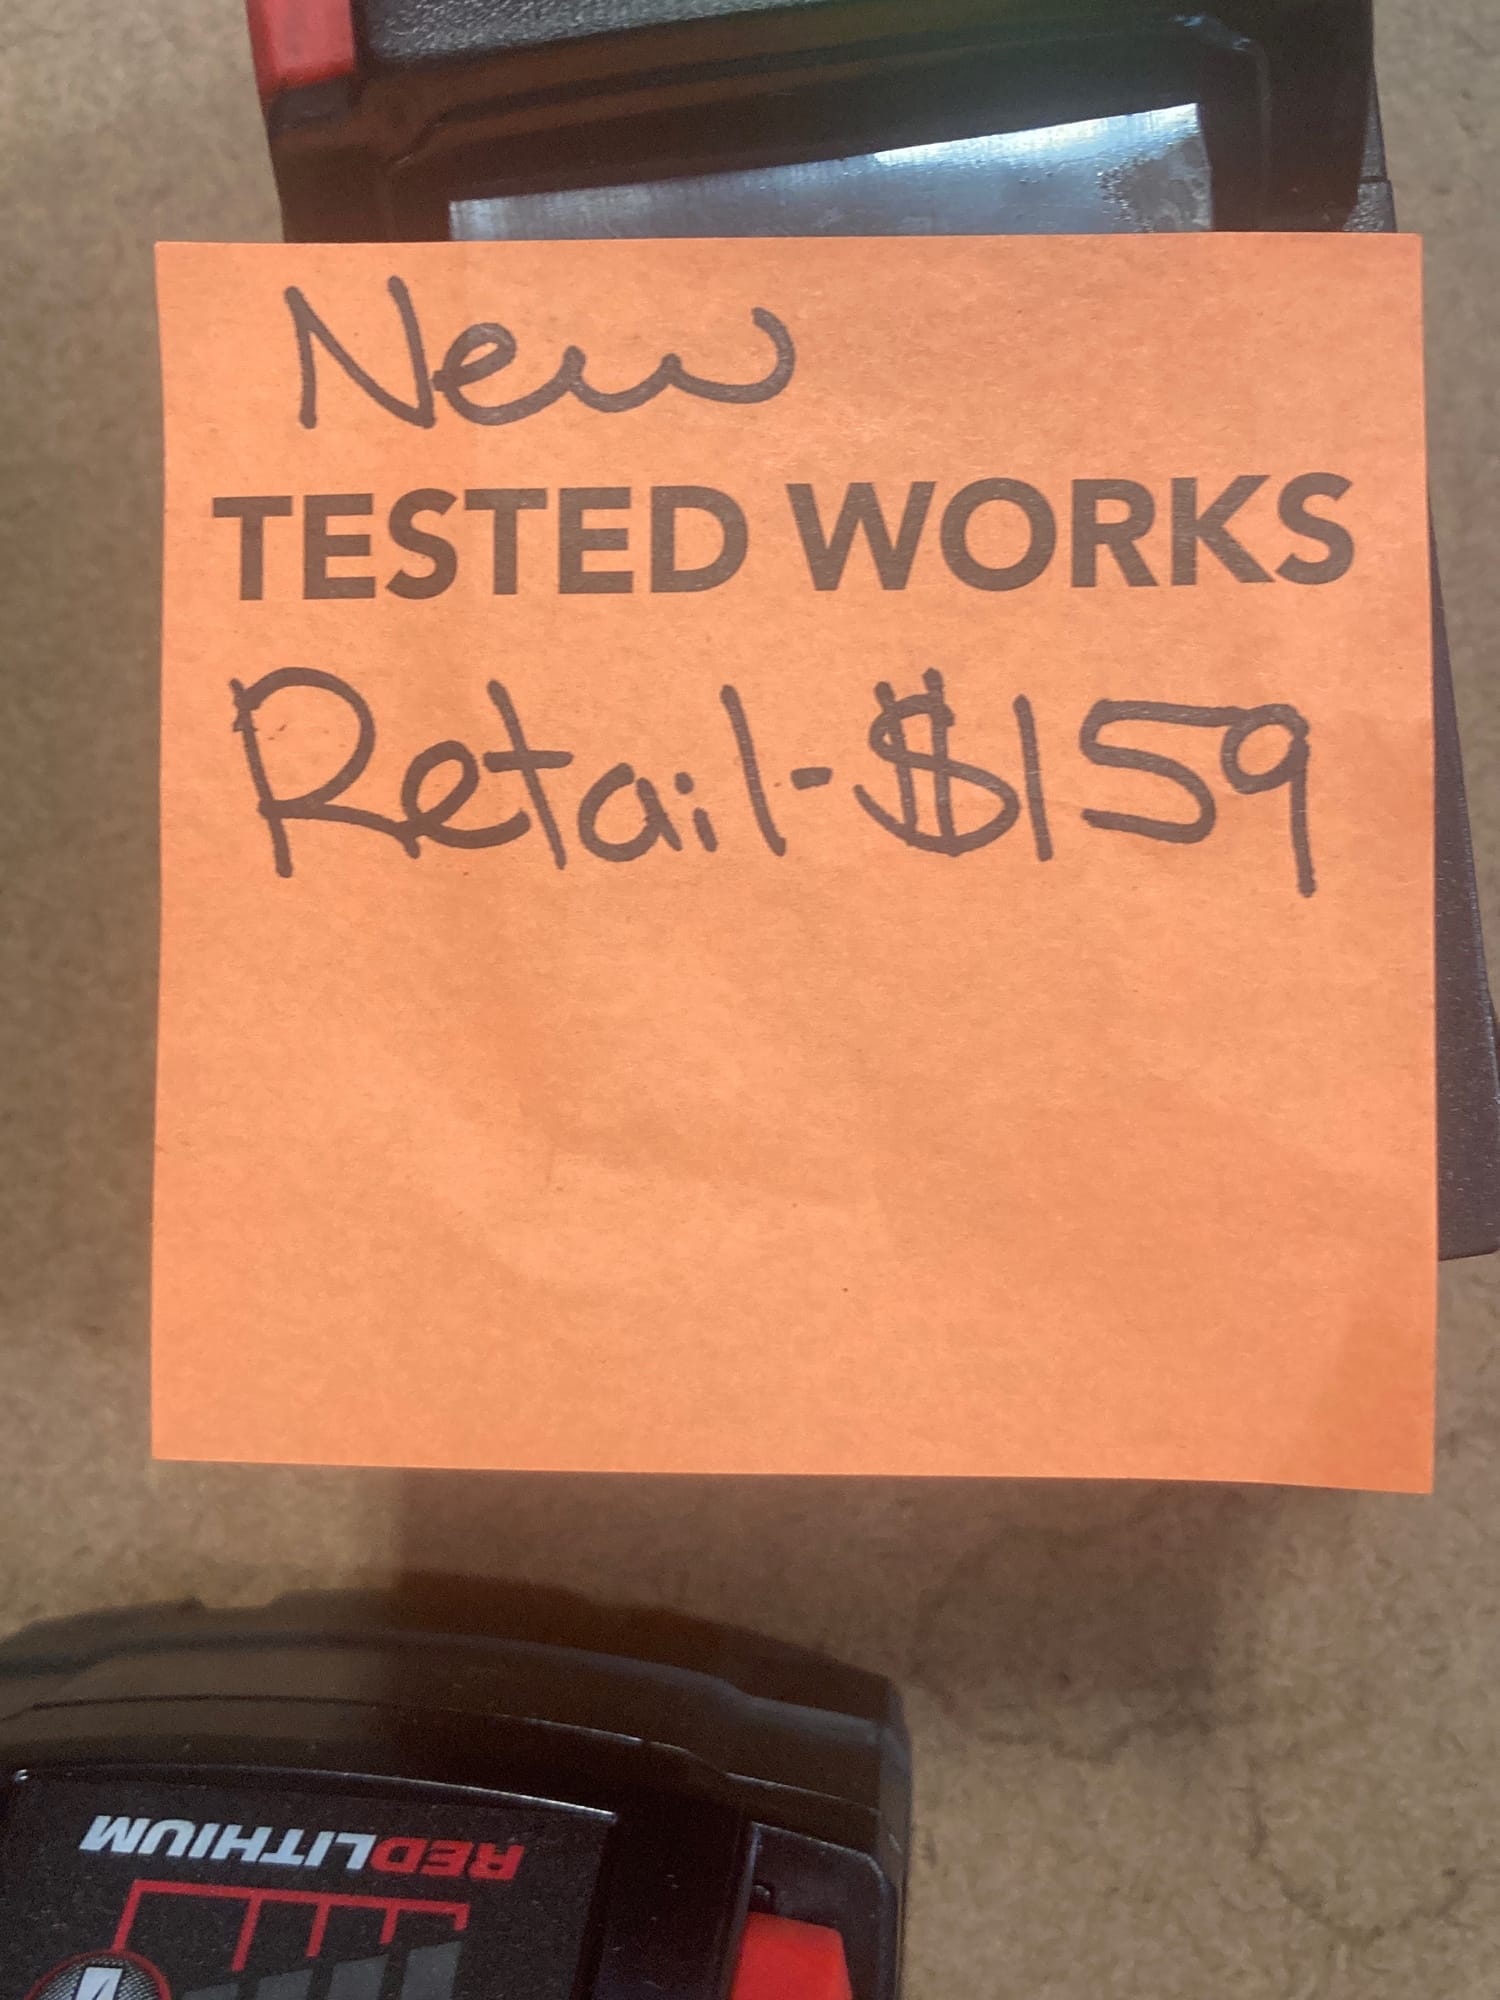 New
TESTED WORKS
Retail-$159
REDLITHIUM